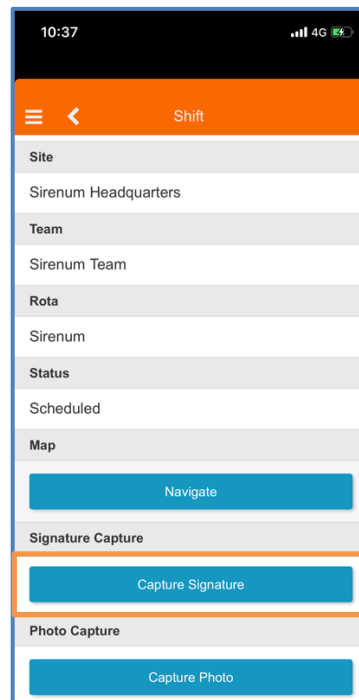 10:37 4G
Shift
Site
Sirenum Headquarters
Team
Sirenum Team
Rota
Sirenum
Status
Scheduled
Map
Navigate
Signature Capture
Capture Signature
Photo Capture
Capture Photo